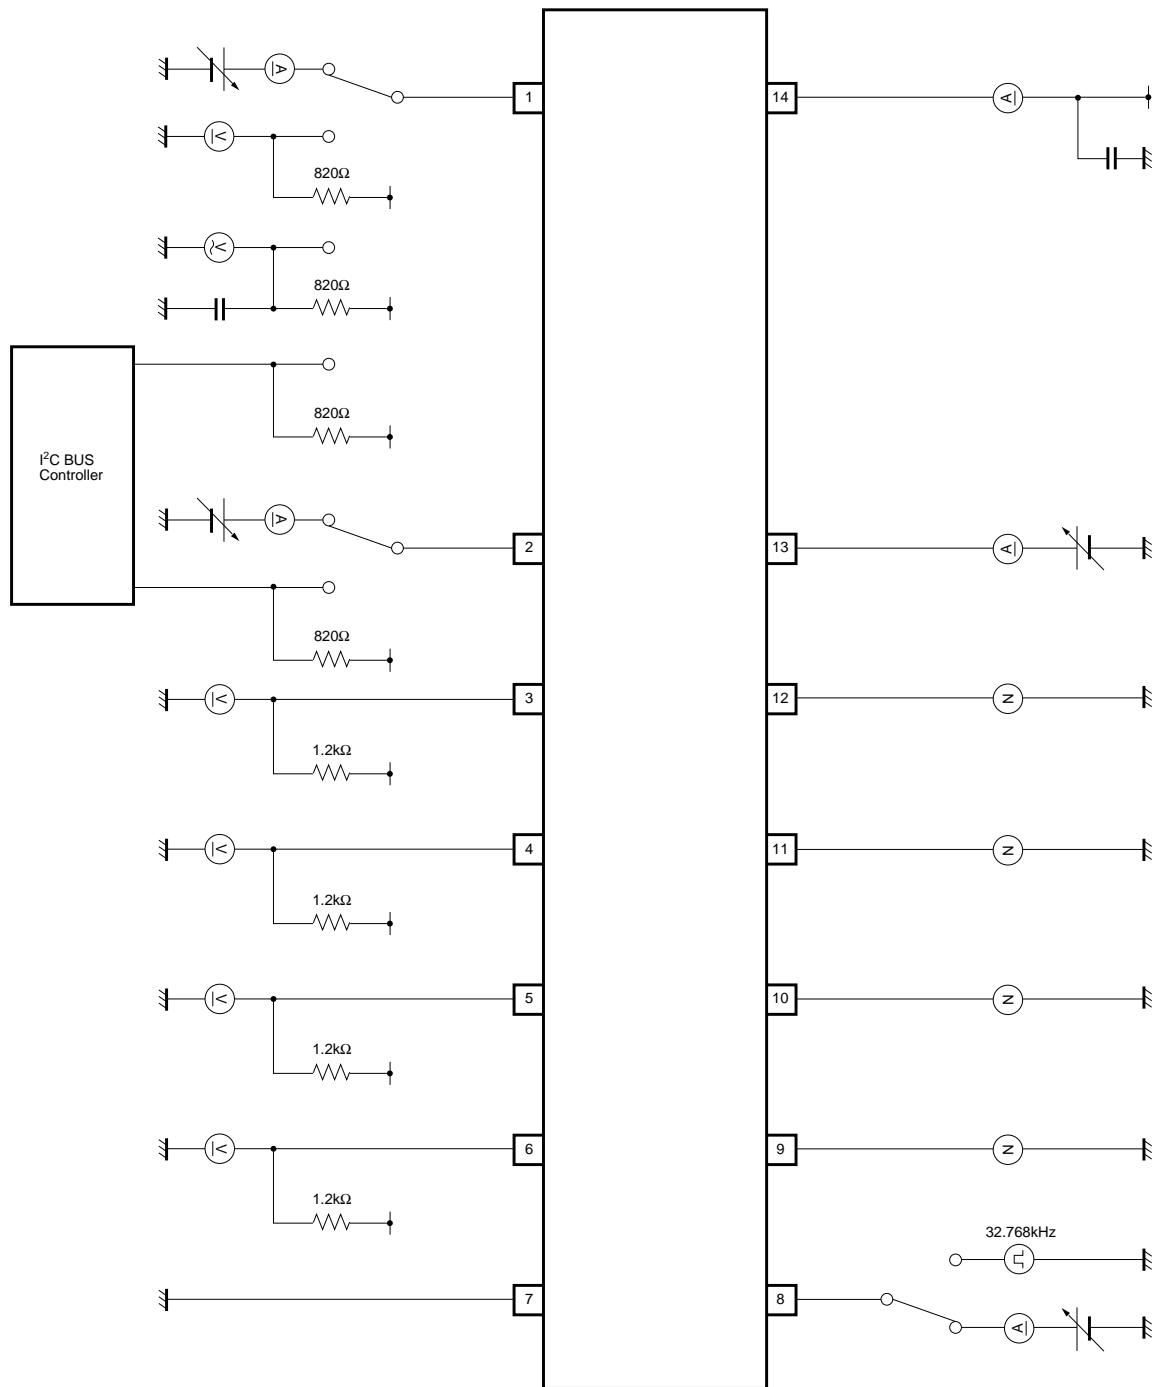 A
1
14
A
V
820Ω
V
820Ω
820Ω
I²C BUS
Controller
A
2
13
A
820Ω
V
3
12
N
1.2kΩ
V
4
11
N
1.2kΩ
V
5
10
N
1.2kΩ
V
6
9
N
1.2kΩ
32.768kHz
7
8
A